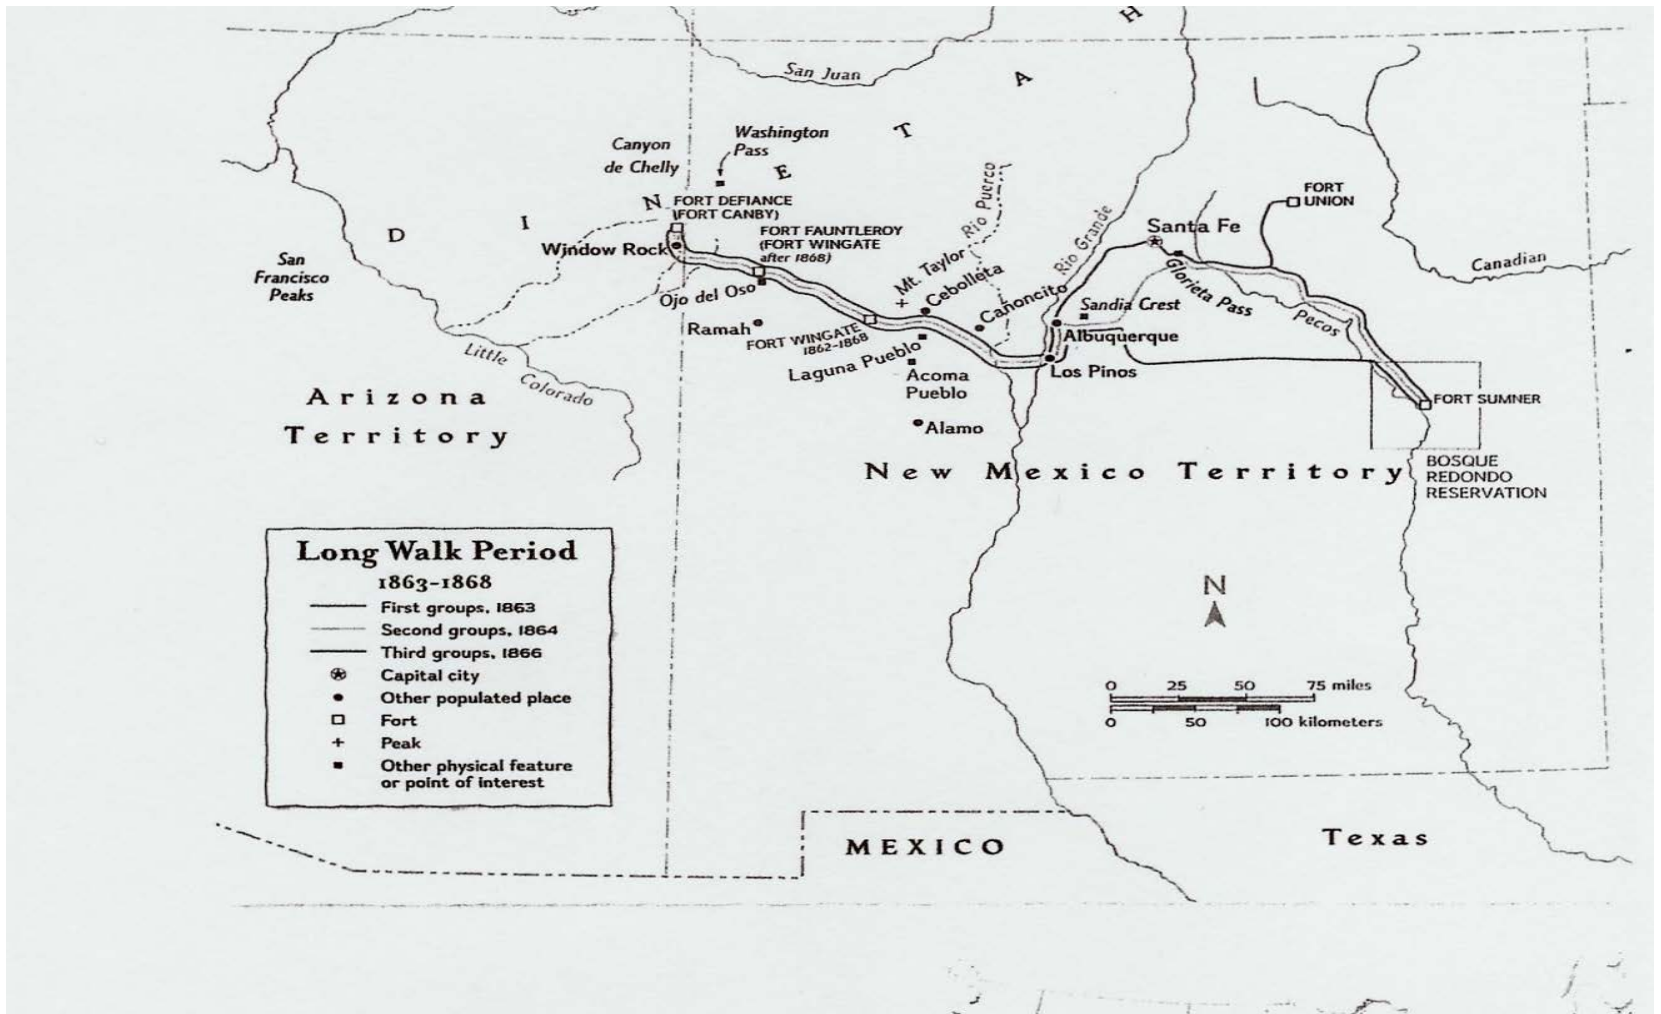 H
San Juan
A
T
Washington
Pass
Canyon
de Chelly
E
N
I
D
FORT DEFIANCE
(FORT CANBY)
Window Rock
FORT FAUNTLEROY
(FORT WINGATE
after 1868)
San
Francisco
Peaks
Ojo del Oso
Ramah
FORT WINGATE
1862-1868
Mt. Taylor
Rio Puerco
Cebolleta
Cañoncito
Laguna Pueblo
Acoma
Pueblo
Alamo
Rio Grande
Santa Fe
FORT
UNION
Canadian
Glorieta Pass
Sandia Crest
Pecos
Albuquerque
Los Pinos
FORT SUMNER
Little
Colorado
Arizona
Territory
New Mexico Territory
BOSQUE
REDONDO
RESERVATION
Long Walk Period
1863-1868
First groups, 1863
Second groups, 1864
Third groups, 1866
Capital city
Other populated place
Fort
Peak
Other physical feature
or point of interest
N
0 25 50 75 miles
0 50 100 kilometers
MEXICO
Texas